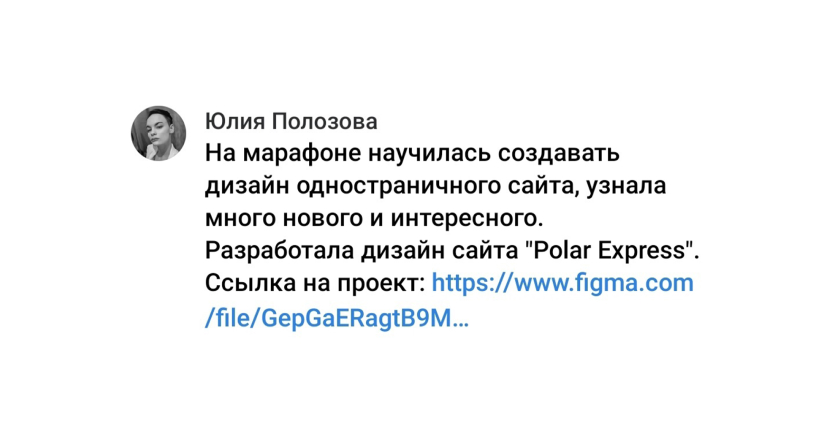 Юлия Полозова
На марафоне научилась создавать
дизайн одностраничного сайта, узнала
много нового и интересного.
Разработала дизайн сайта "Polar Express".
Ссылка на проект: https://www.figma.com
/file/GepGaERagtB9M...